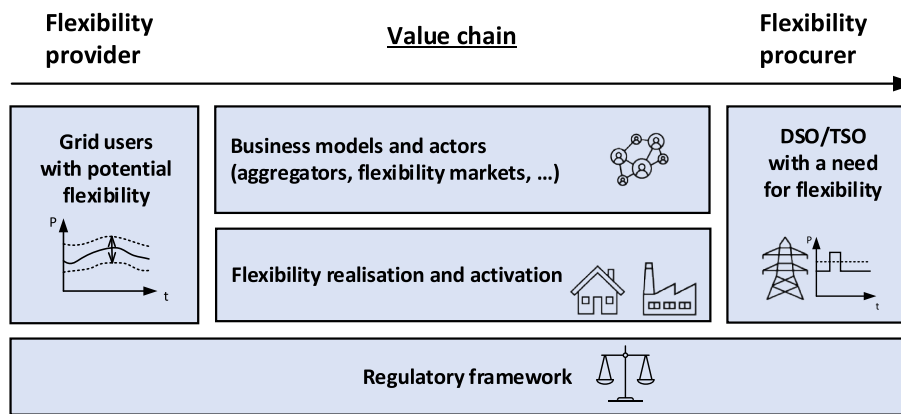 Flexibility
provider
Value chain
Flexibility
procurer
Grid users
with potential
flexibility
P
t
Business models and actors
(aggregators, flexibility markets, …)
Flexibility realisation and activation
DSO/TSO
with a need
for flexibility
P
t
Regulatory framework